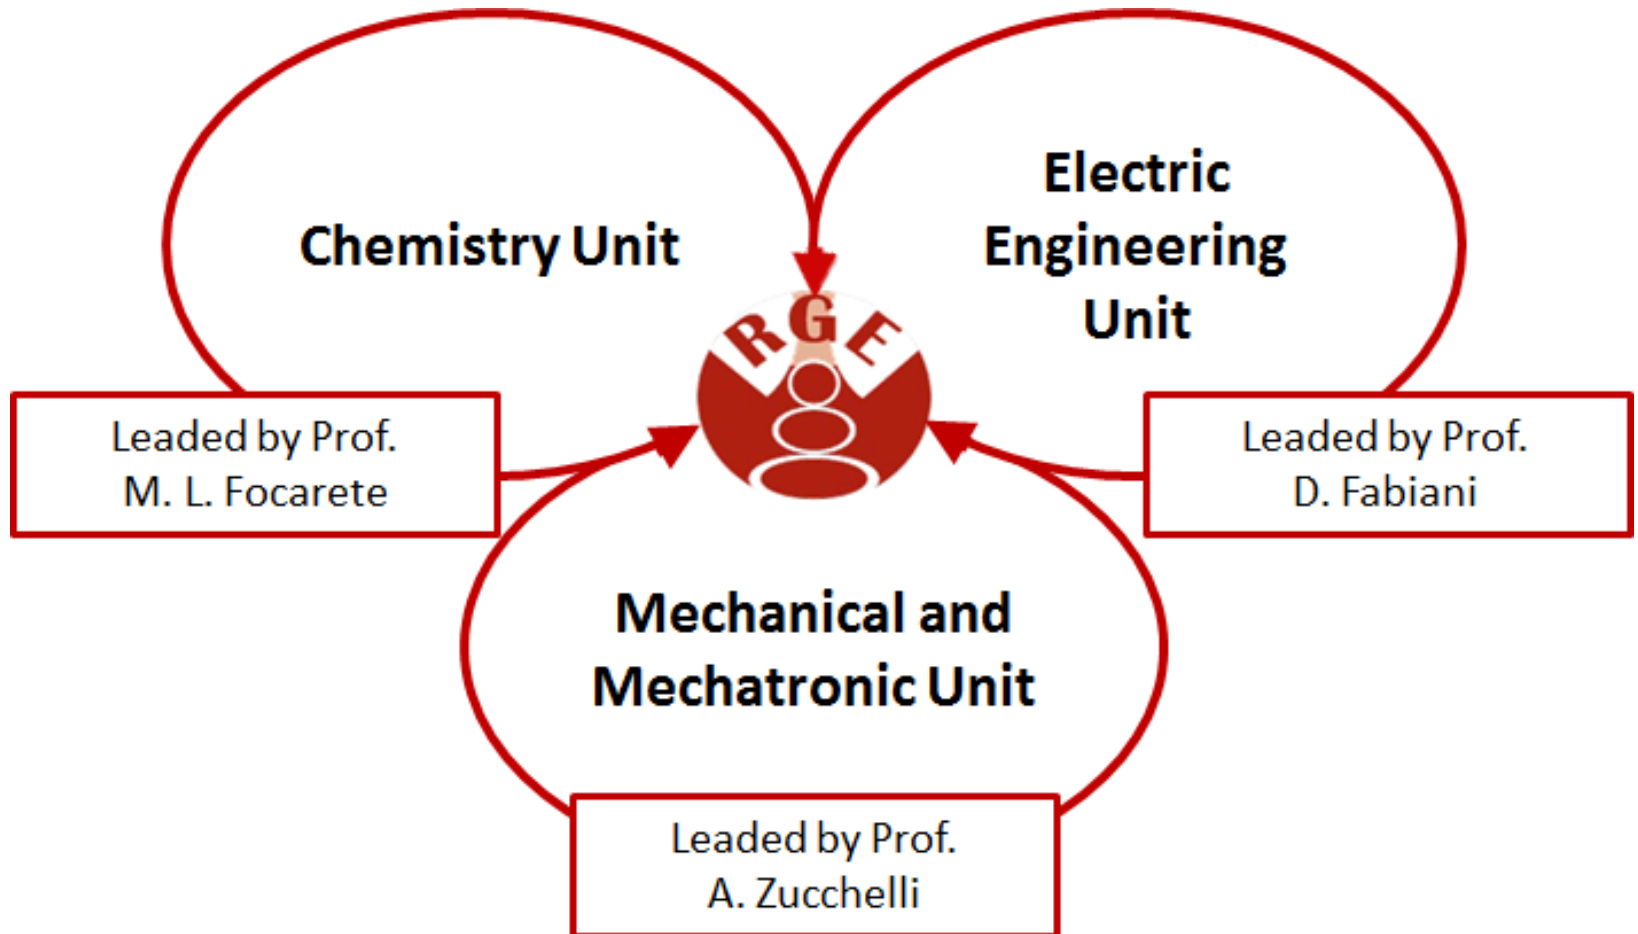 Chemistry Unit
Electric
Engineering
Unit
RGE
Leaded by Prof.
M. L. Focarete
Leaded by Prof.
D. Fabiani
Mechanical and
Mechatronic Unit
Leaded by Prof.
A. Zucchelli